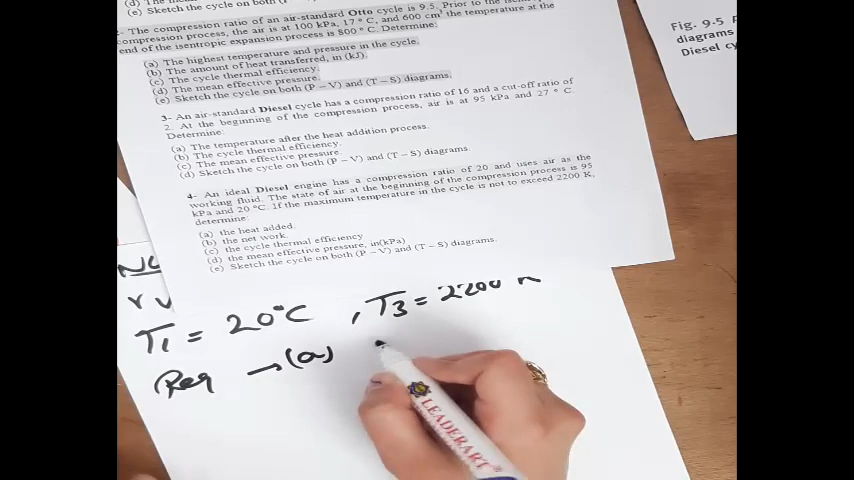 (e) Sketch the cycle on both (P
- The compression ratio of an air-standard Otto cycle is 9.5. Prior to the
compression process, the air is at 100 kPa, 17 ° C, and 600 cm³ the temperature at the
end of the isentropic expansion process is 800 ° C. Determine:
(a) The highest temperature and pressure in the cycle.
(b) The amount of heat transferred, in (kJ).
(c) The cycle thermal efficiency.
(d) The mean effective pressure.
(e) Sketch the cycle on both (P – V) and (T – S) diagrams.
3- An air-standard Diesel cycle has a compression ratio of 16 and a cut-off ratio of
2. At the beginning of the compression process, air is at 95 kPa and 27 ° C.
Determine:
(a) The temperature after the heat addition process.
(b) The cycle thermal efficiency.
(c) The mean effective pressure.
(d) Sketch the cycle on both (P – V) and (T – S) diagrams.
4- An ideal Diesel engine has a compression ratio of 20 and uses air as the
working fluid. The state of air at the beginning of the compression process is 95
kPa and 20 °C. If the maximum temperature in the cycle is not to exceed 2200 K,
determine:
(a) the heat added.
(b) the net work.
(c) the cycle thermal efficiency
(d) the mean effective pressure, in(kPa)
(e) Sketch the cycle on both (P – V) and (T – S) diagrams.
Fig. 9-5
diagrams
Diesel
T1 = 20°C , T3 = 2200
Req → (a)
LEADERART